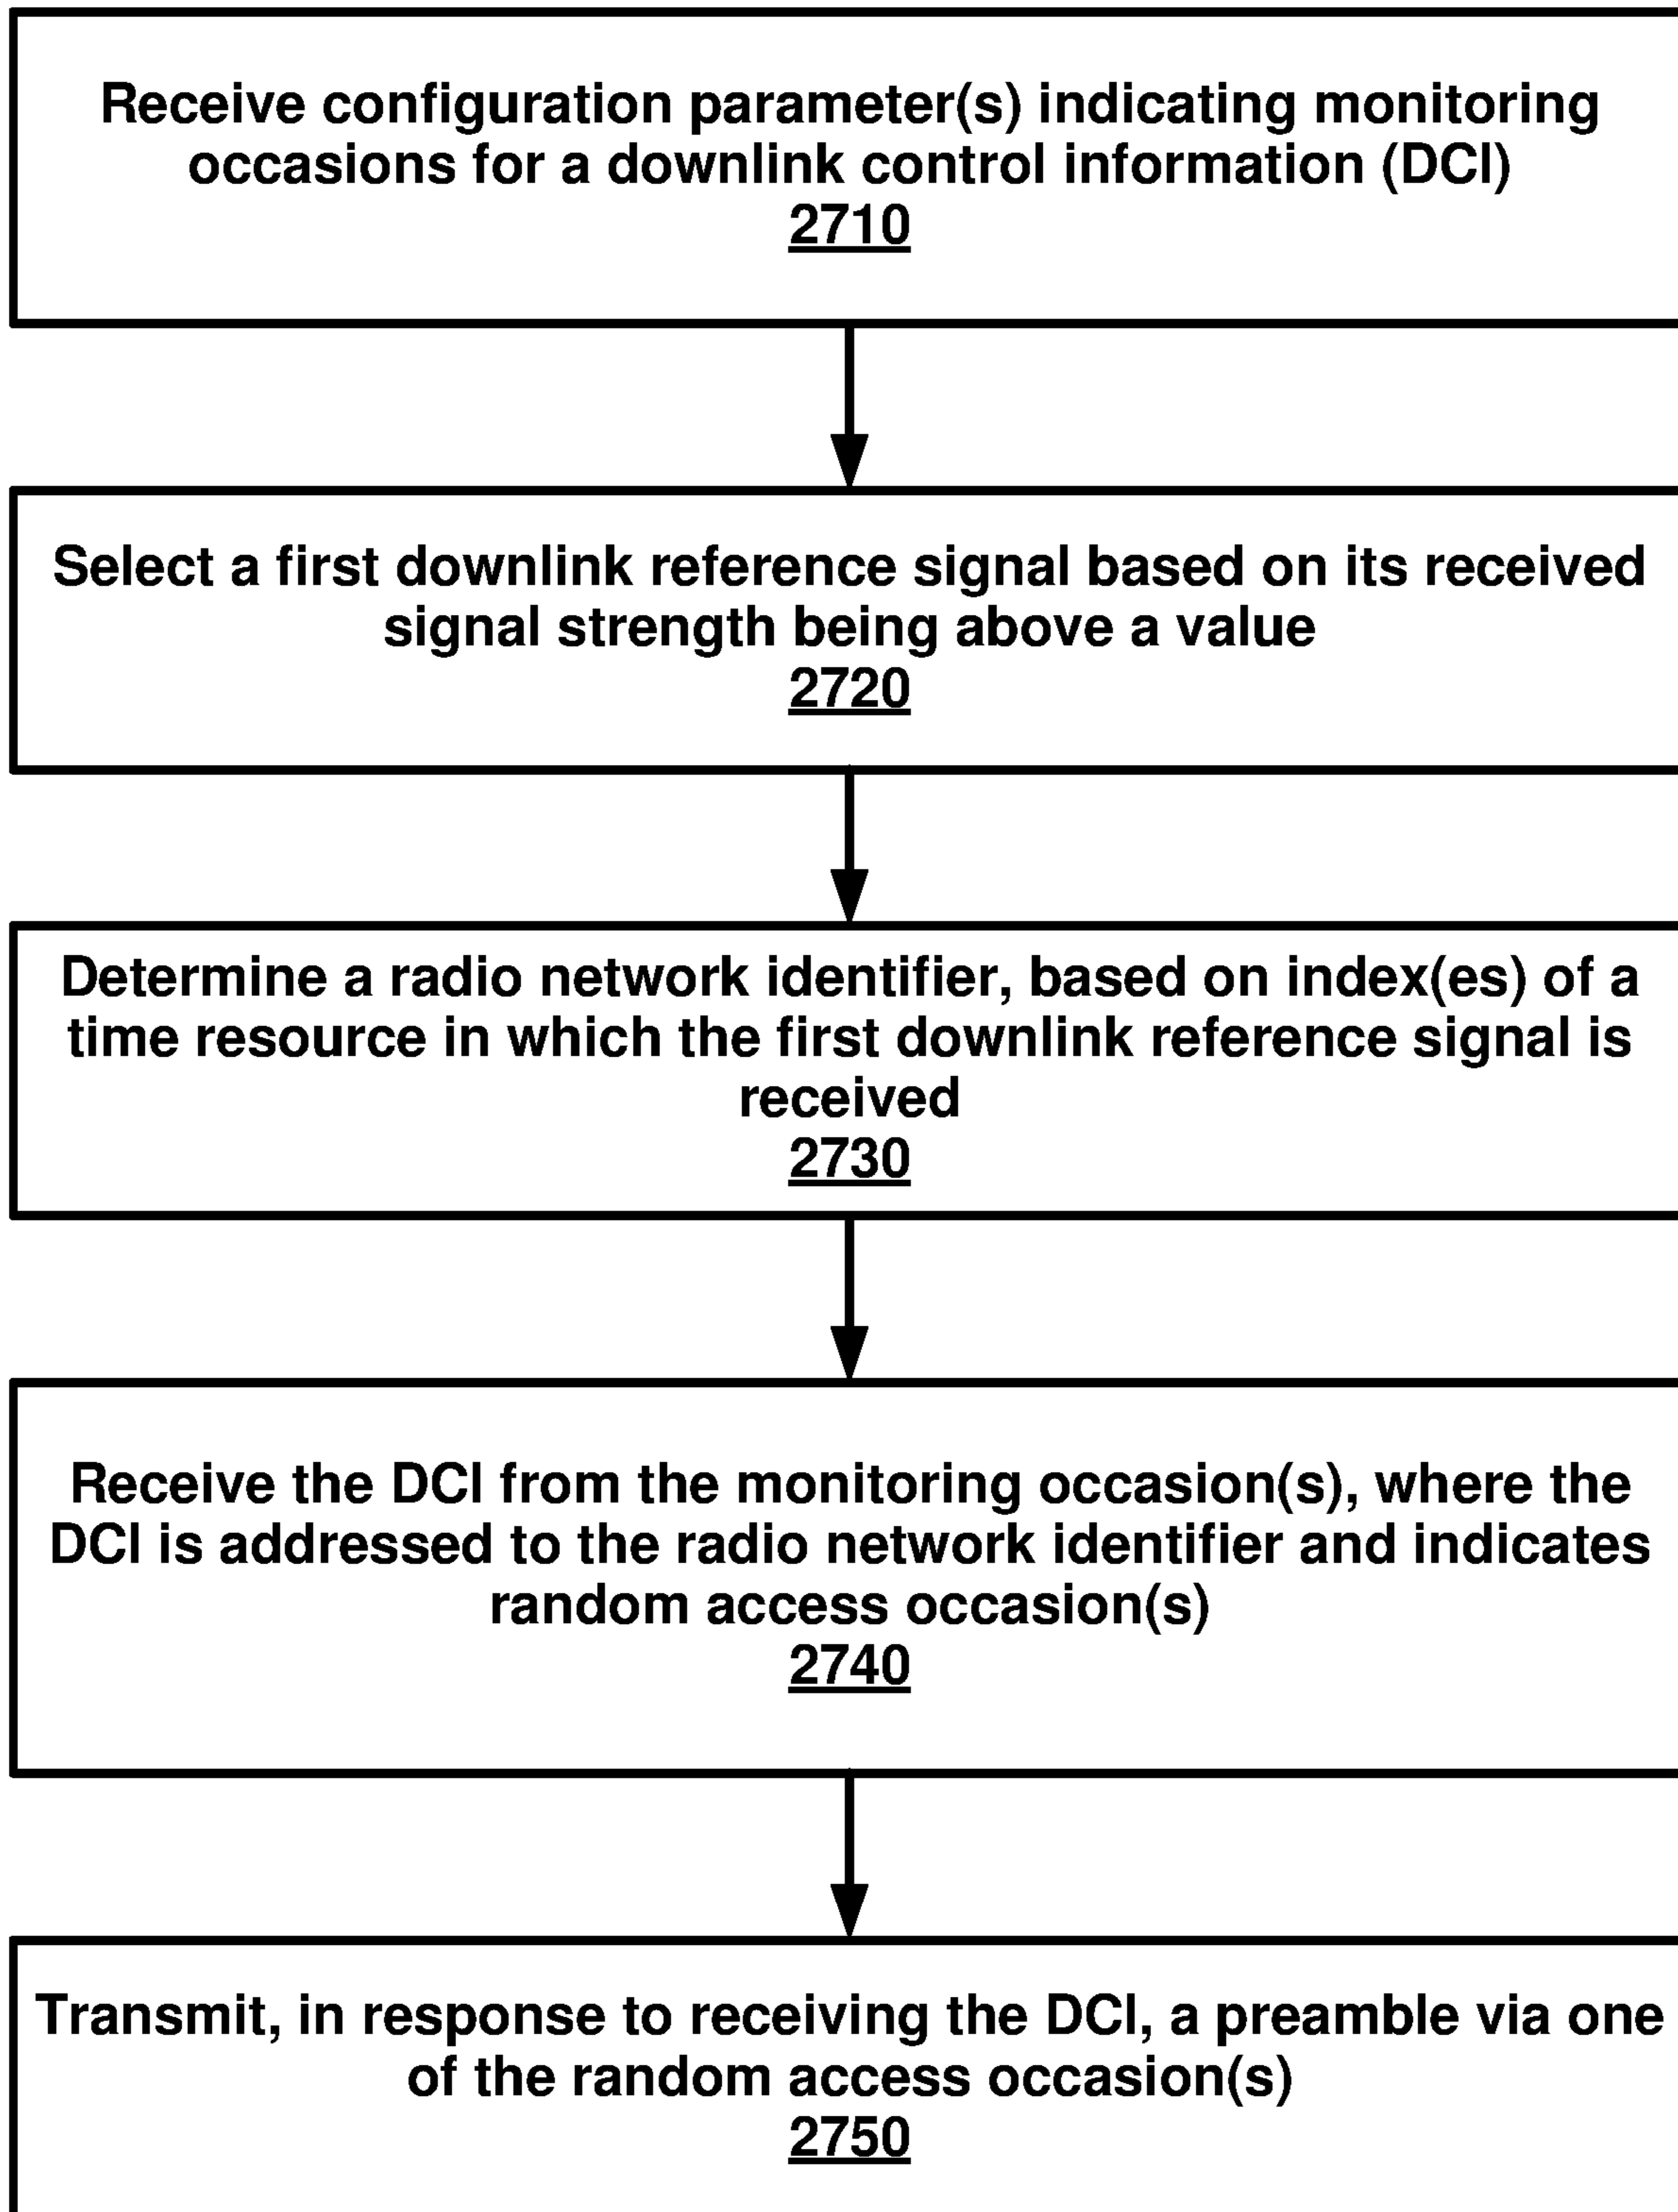 Receive configuration parameter(s) indicating monitoring
occasions for a downlink control information (DCI)
2710
Select a first downlink reference signal based on its received
signal strength being above a value
2720
Determine a radio network identifier, based on index(es) of a
time resource in which the first downlink reference signal is
received
2730
Receive the DCI from the monitoring occasion(s), where the
DCI is addressed to the radio network identifier and indicates
random access occasion(s)
2740
Transmit, in response to receiving the DCI, a preamble via one
of the random access occasion(s)
2750